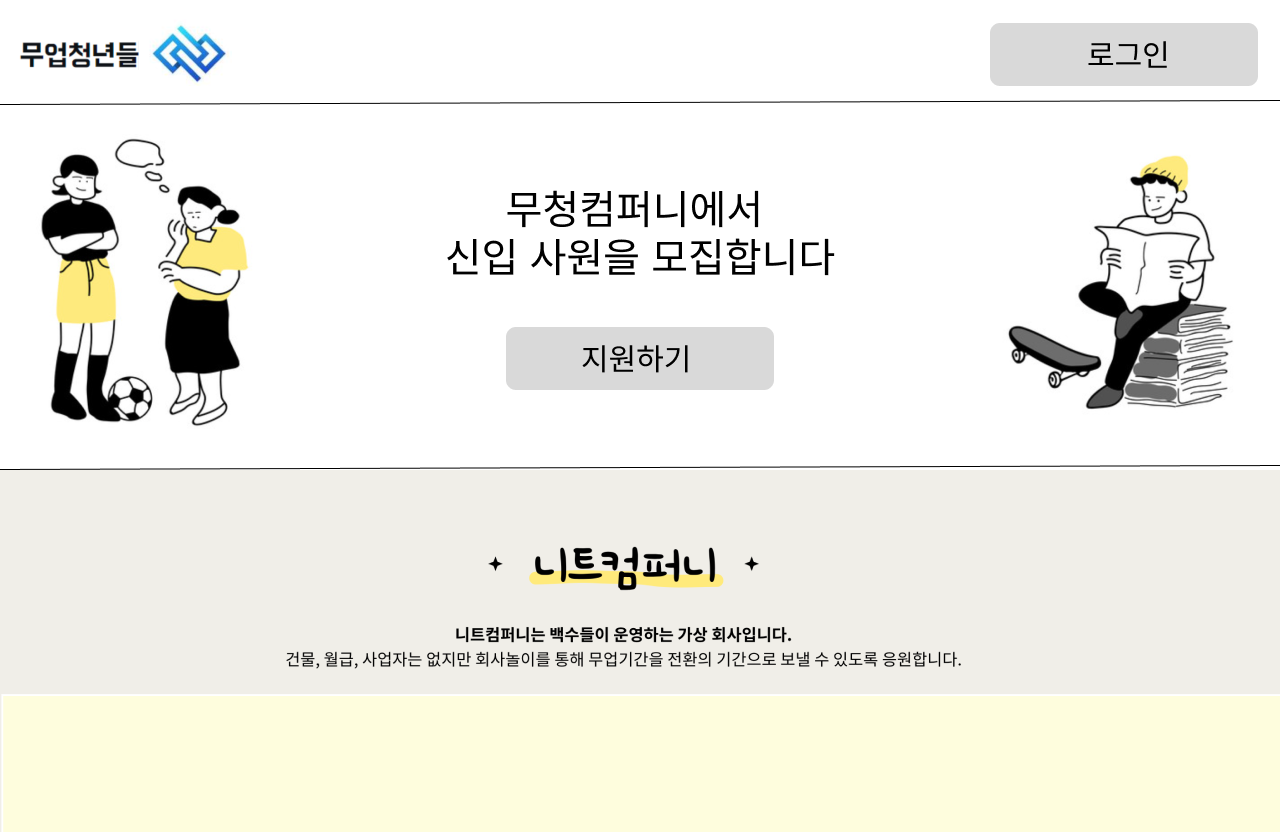 무업청년들
로그인
무청컴퍼니에서
신입 사원을 모집합니다
지원하기
니트컴퍼니
니트컴퍼니는 백수들이 운영하는 가상 회사입니다.
건물, 월급, 사업자는 없지만 회사놀이를 통해 무업기간을 전환의 기간으로 보낼 수 있도록 응원합니다.